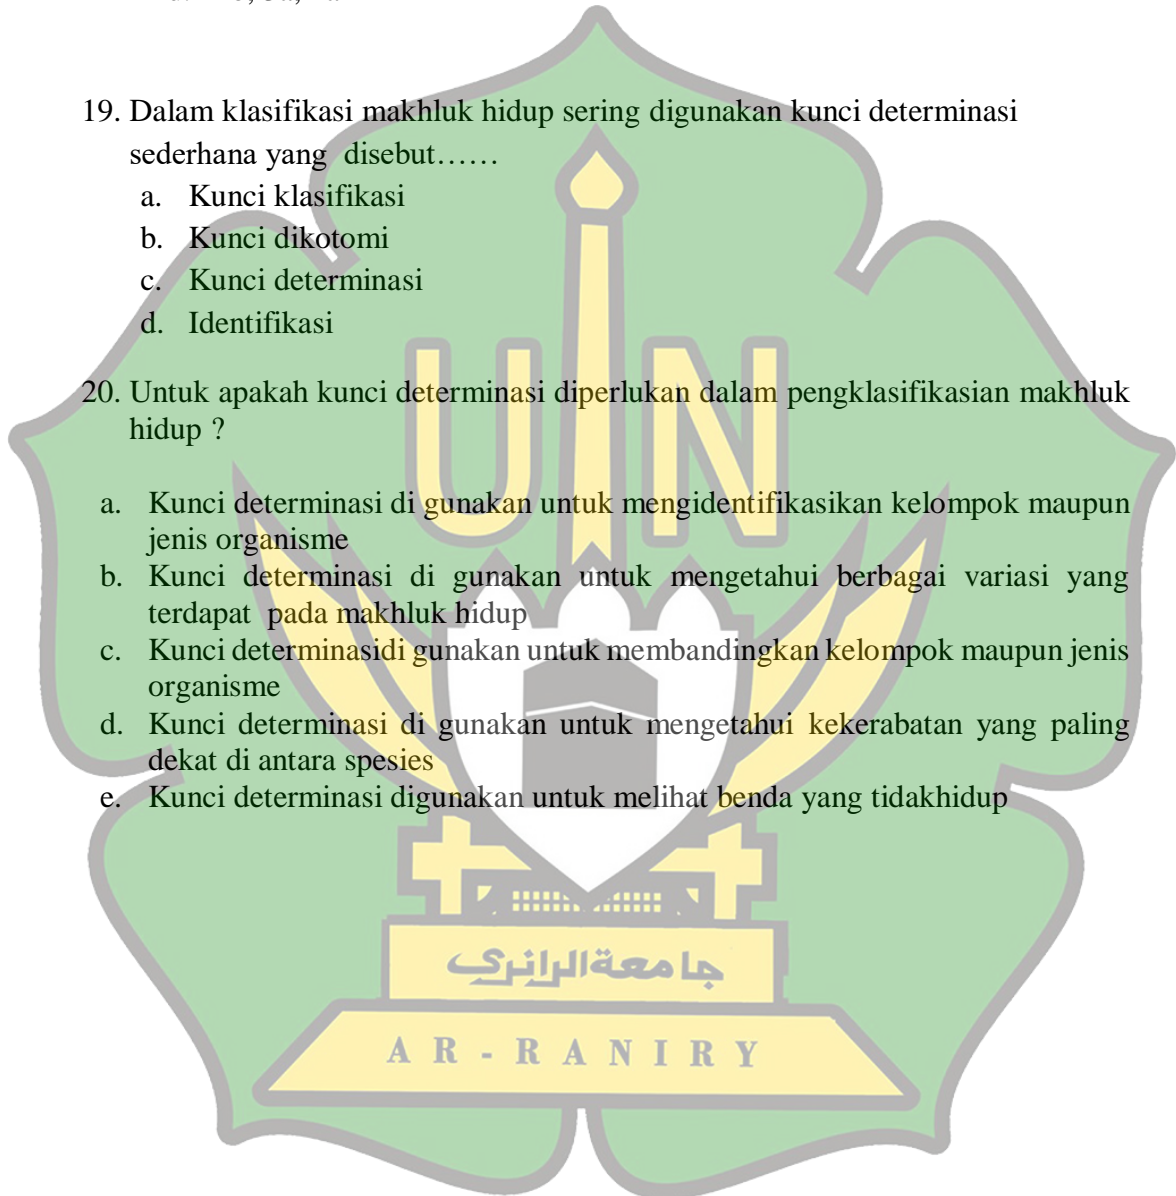 19. Dalam klasifikasi makhluk hidup sering digunakan kunci determinasi
sederhana yang disebut……
a. Kunci klasifikasi
b. Kunci dikotomi
c. Kunci determinasi
d. Identifikasi
20. Untuk apakah kunci determinasi diperlukan dalam pengklasifikasian makhluk
hidup ?
a. Kunci determinasi di gunakan untuk mengidentifikasikan kelompok maupun
jenis organisme
b. Kunci determinasi di gunakan untuk mengetahui berbagai variasi yang
terdapat pada makhluk hidup
c. Kunci determinasidi gunakan untuk membandingkan kelompok maupun jenis
organisme
d. Kunci determinasi di gunakan untuk mengetahui kekerabatan yang paling
dekat di antara spesies
e. Kunci determinasi digunakan untuk melihat benda yang tidakhidup
UIN
جامعةالرانري
AR-RANIRY